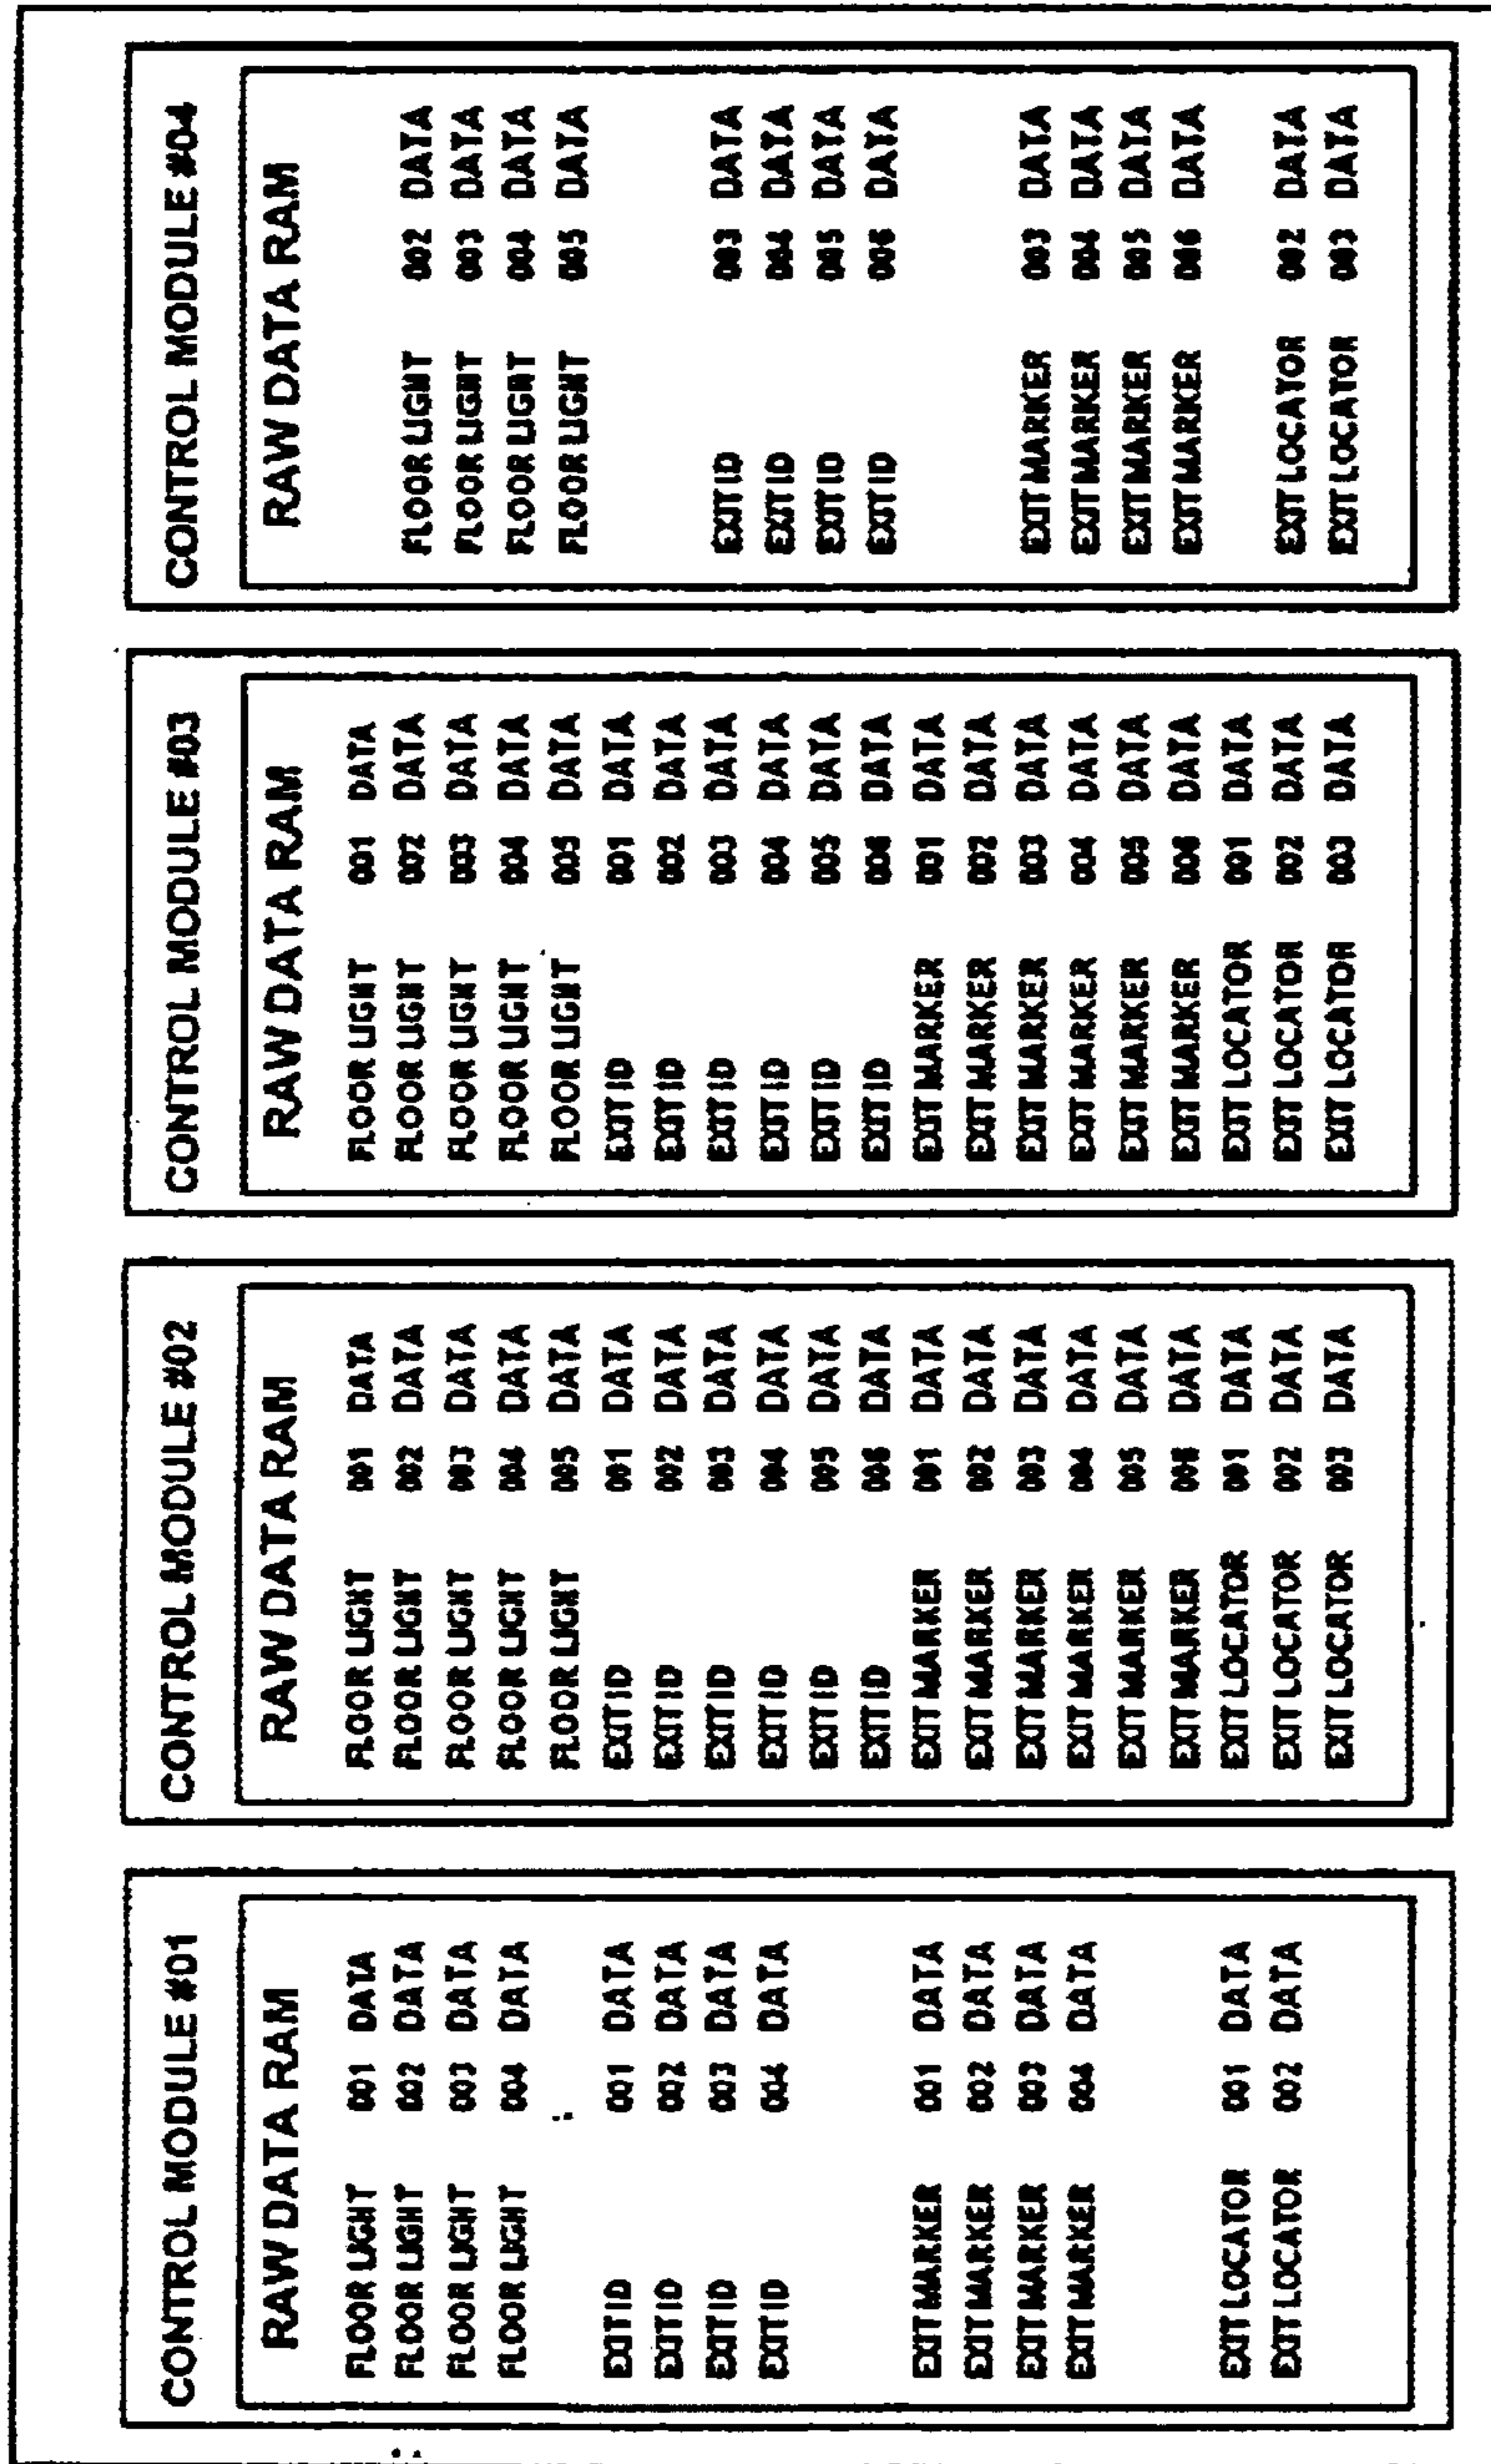 CONTROL MODULE #01
RAW DATA RAM
FLOOR LIGHT 001 DATA
FLOOR LIGHT 002 DATA
FLOOR LIGHT 003 DATA
FLOOR LIGHT 004 DATA
EXIT ID 001 DATA
EXIT ID 002 DATA
EXIT ID 003 DATA
EXIT ID 004 DATA
EXIT MARKER 001 DATA
EXIT MARKER 002 DATA
EXIT MARKER 003 DATA
EXIT MARKER 004 DATA
EXIT LOCATOR 001 DATA
EXIT LOCATOR 002 DATA
CONTROL MODULE #02
RAW DATA RAM
FLOOR LIGHT 001 DATA
FLOOR LIGHT 002 DATA
FLOOR LIGHT 003 DATA
FLOOR LIGHT 004 DATA
FLOOR LIGHT 005 DATA
EXIT ID 001 DATA
EXIT ID 002 DATA
EXIT ID 003 DATA
EXIT ID 004 DATA
EXIT ID 005 DATA
EXIT ID 006 DATA
EXIT MARKER 001 DATA
EXIT MARKER 002 DATA
EXIT MARKER 003 DATA
EXIT MARKER 004 DATA
EXIT MARKER 005 DATA
EXIT MARKER 006 DATA
EXIT LOCATOR 001 DATA
EXIT LOCATOR 002 DATA
EXIT LOCATOR 003 DATA
CONTROL MODULE #03
RAW DATA RAM
FLOOR LIGHT 001 DATA
FLOOR LIGHT 002 DATA
FLOOR LIGHT 003 DATA
FLOOR LIGHT 004 DATA
FLOOR LIGHT 005 DATA
EXIT ID 001 DATA
EXIT ID 002 DATA
EXIT ID 003 DATA
EXIT ID 004 DATA
EXIT ID 005 DATA
EXIT ID 006 DATA
EXIT MARKER 001 DATA
EXIT MARKER 002 DATA
EXIT MARKER 003 DATA
EXIT MARKER 004 DATA
EXIT MARKER 005 DATA
EXIT MARKER 006 DATA
EXIT LOCATOR 001 DATA
EXIT LOCATOR 002 DATA
EXIT LOCATOR 003 DATA
CONTROL MODULE #04
RAW DATA RAM
FLOOR LIGHT 002 DATA
FLOOR LIGHT 003 DATA
FLOOR LIGHT 004 DATA
FLOOR LIGHT 005 DATA
EXIT ID 003 DATA
EXIT ID 004 DATA
EXIT ID 005 DATA
EXIT ID 006 DATA
EXIT MARKER 003 DATA
EXIT MARKER 004 DATA
EXIT MARKER 005 DATA
EXIT MARKER 006 DATA
EXIT LOCATOR 002 DATA
EXIT LOCATOR 003 DATA